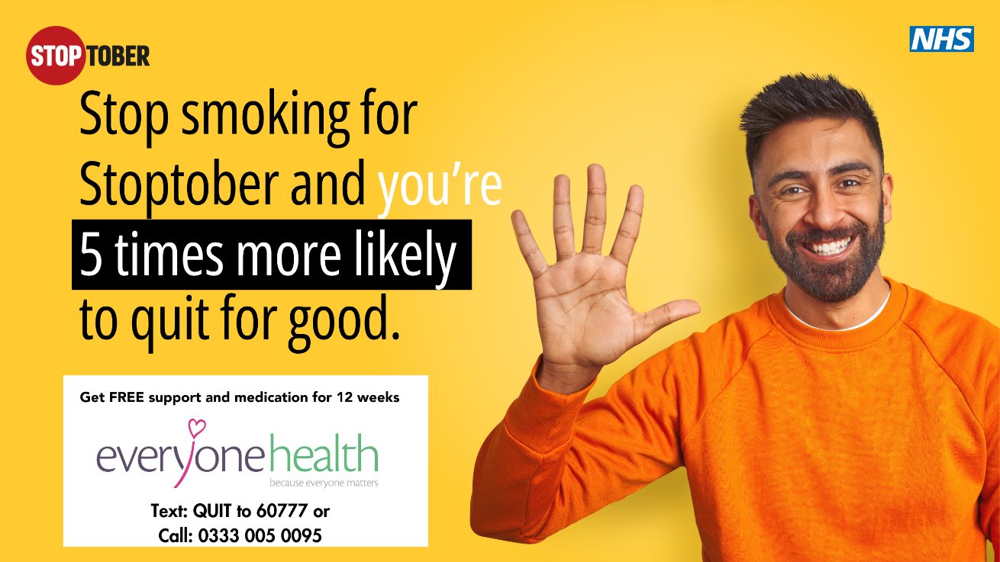 STOPTOBER
NHS
Stop smoking for
Stoptober and you're
5 times more likely
to quit for good.
Get FREE support and medication for 12 weeks
everyonehealth
because everyone matters
Text: QUIT to 60777 or
Call: 0333 005 0095